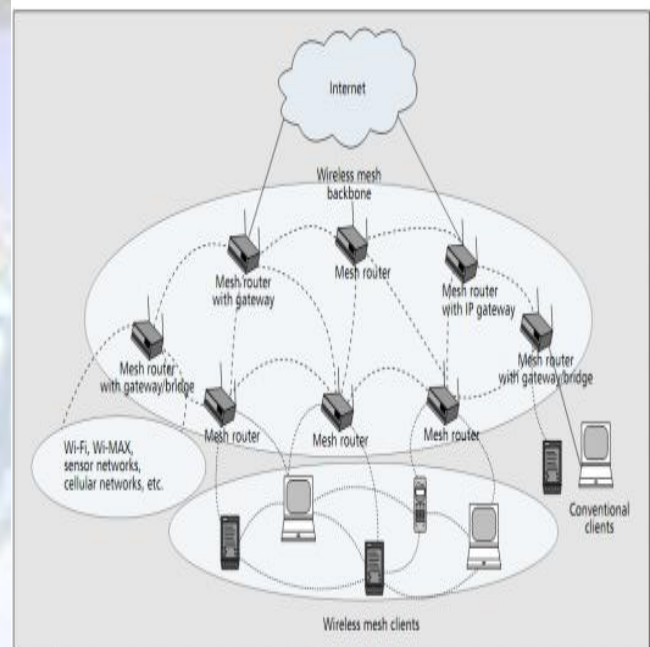 Internet
Wireless mesh
backbone
Mesh router
with gateway
Mesh router
Mesh router
with IP gateway
Mesh router
with gateway/bridge
Mesh router
with gateway/bridge
Mesh router
Mesh router
Mesh router
Wi-Fi, Wi-MAX,
sensor networks,
cellular networks, etc.
Conventional
clients
Wireless mesh clients